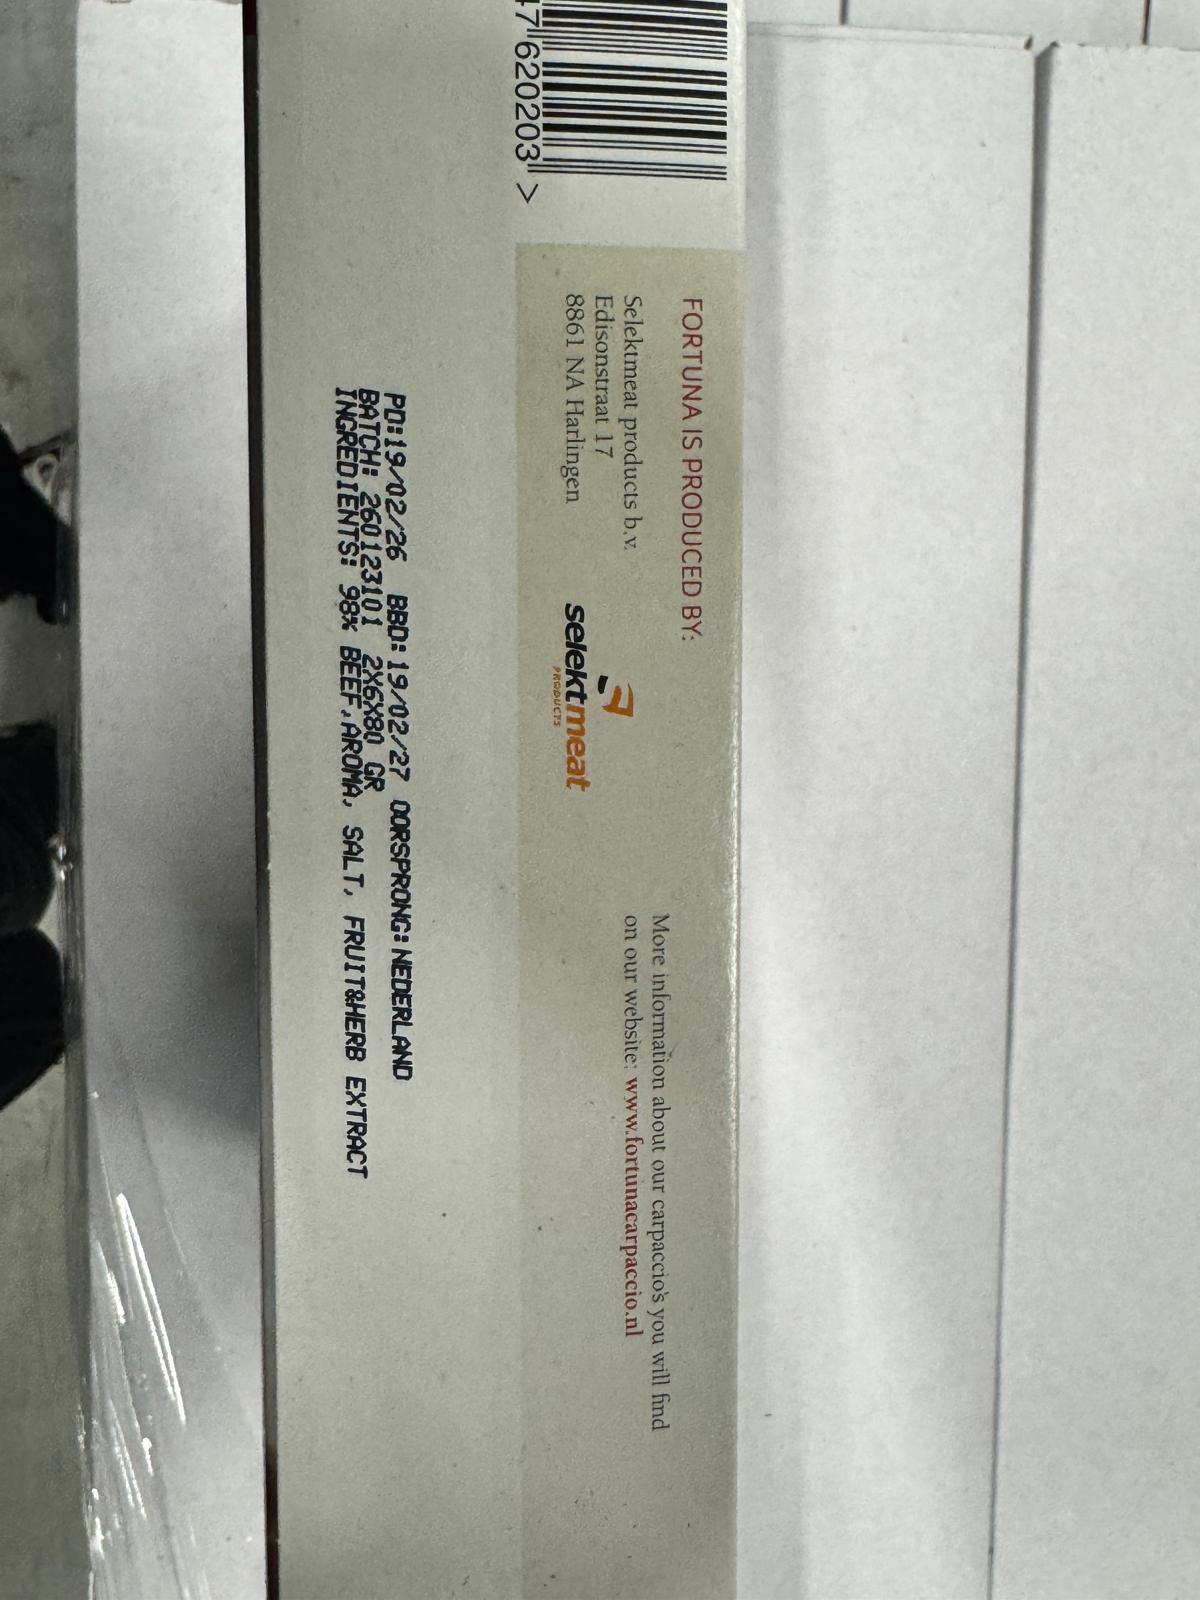 47 620203 >
FORTUNA IS PRODUCED BY:
Selektmeat products b.v.
Edisonstraat 17
8861 NA Harlingen
selektmeat
PRODUCTS
More information about our carpaccio's you will find
on our website: www.fortunacarpaccio.nl
PD:19/02/26 BBD:19/02/27 OORSPRONG:NEDERLAND
BATCH: 260123101 2X6X80 GR
INGREDIENTS: 98% BEEF,AROMA, SALT, FRUIT&HERB EXTRACT